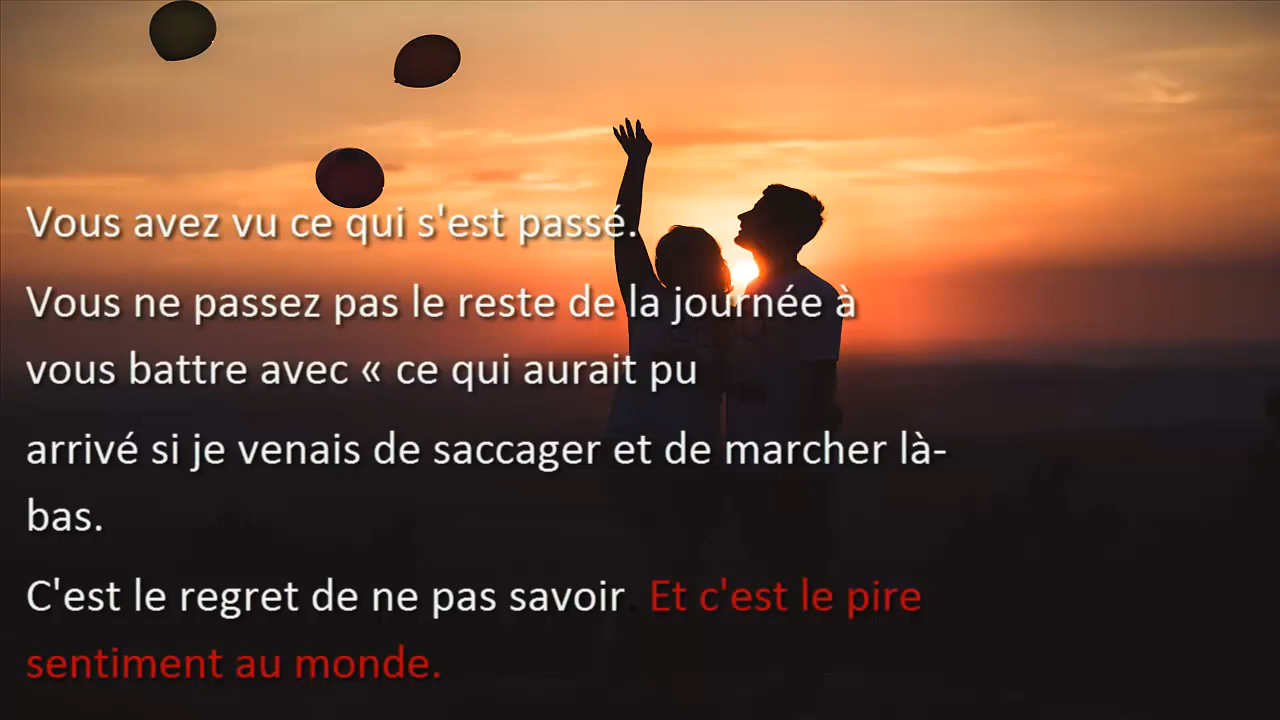 Vous avez vu ce qui s'est passé.
Vous ne passez pas le reste de la journée à
vous battre avec « ce qui aurait pu
arrivé si je venais de saccager et de marcher là-
bas.
C'est le regret de ne pas savoir. Et c'est le pire
sentiment au monde.